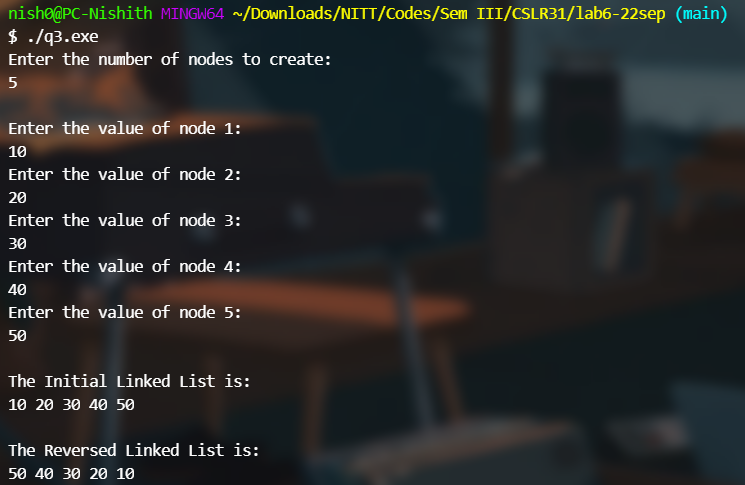 nish0@PC-Nishith MINGW64 ~/Downloads/NITT/Codes/Sem III/CSLR31/lab6-22sep (main)
$ ./q3.exe
Enter the number of nodes to create:
5
Enter the value of node 1:
10
Enter the value of node 2:
20
Enter the value of node 3:
30
Enter the value of node 4:
40
Enter the value of node 5:
50
The Initial Linked List is:
10 20 30 40 50
The Reversed Linked List is:
50 40 30 20 10